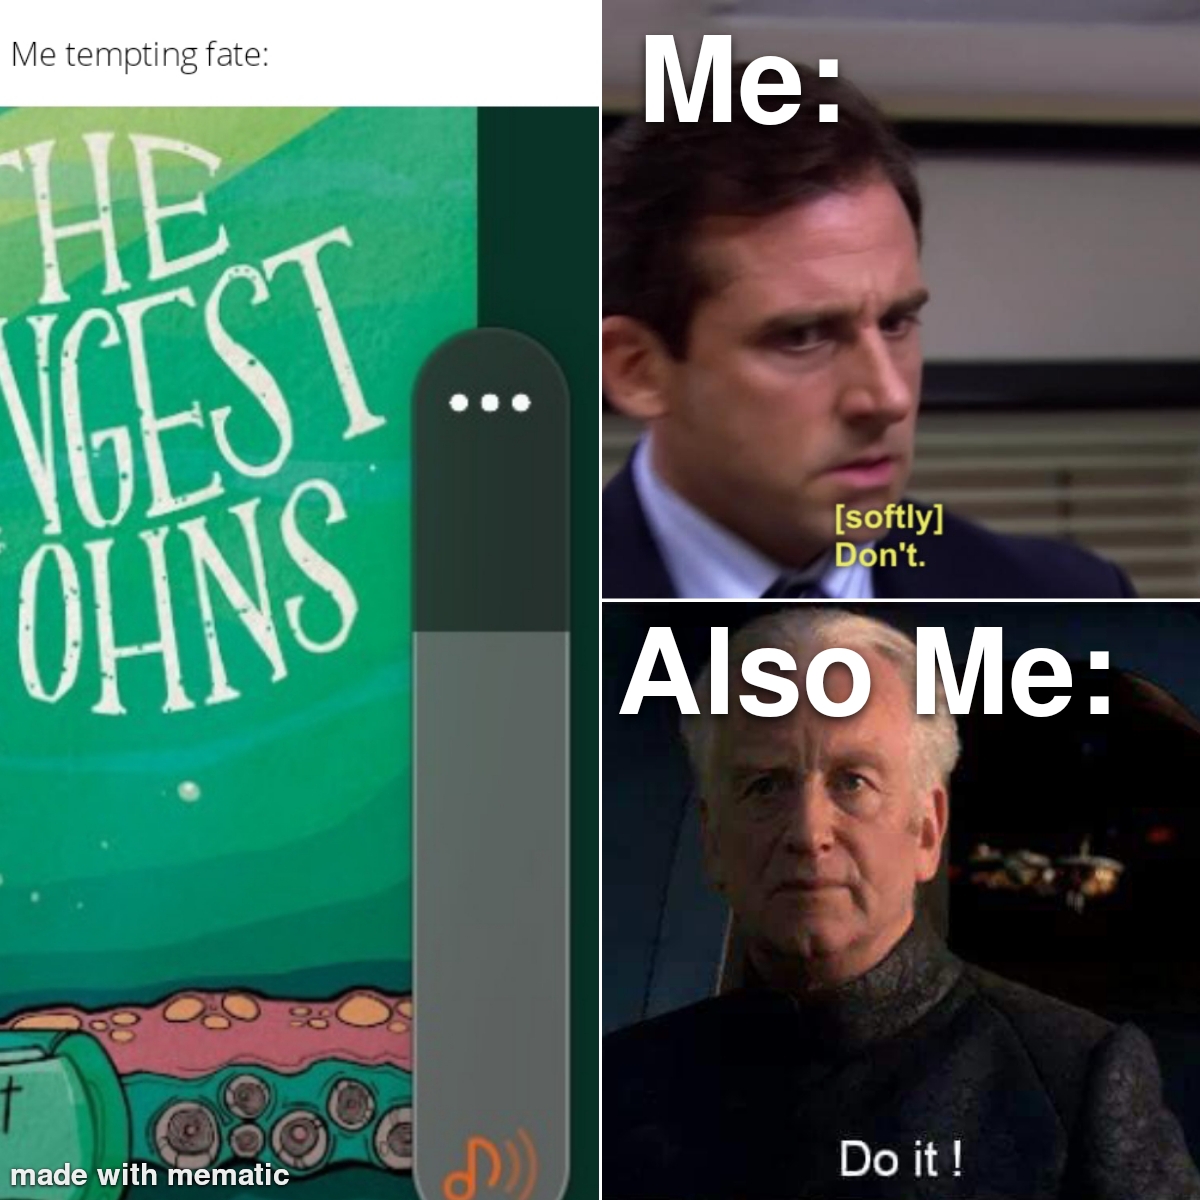 Me tempting fate:
THE
NGEST
OHNS
made with mematic
Me:
[softly]
Don't.
Also Me:
Do it !